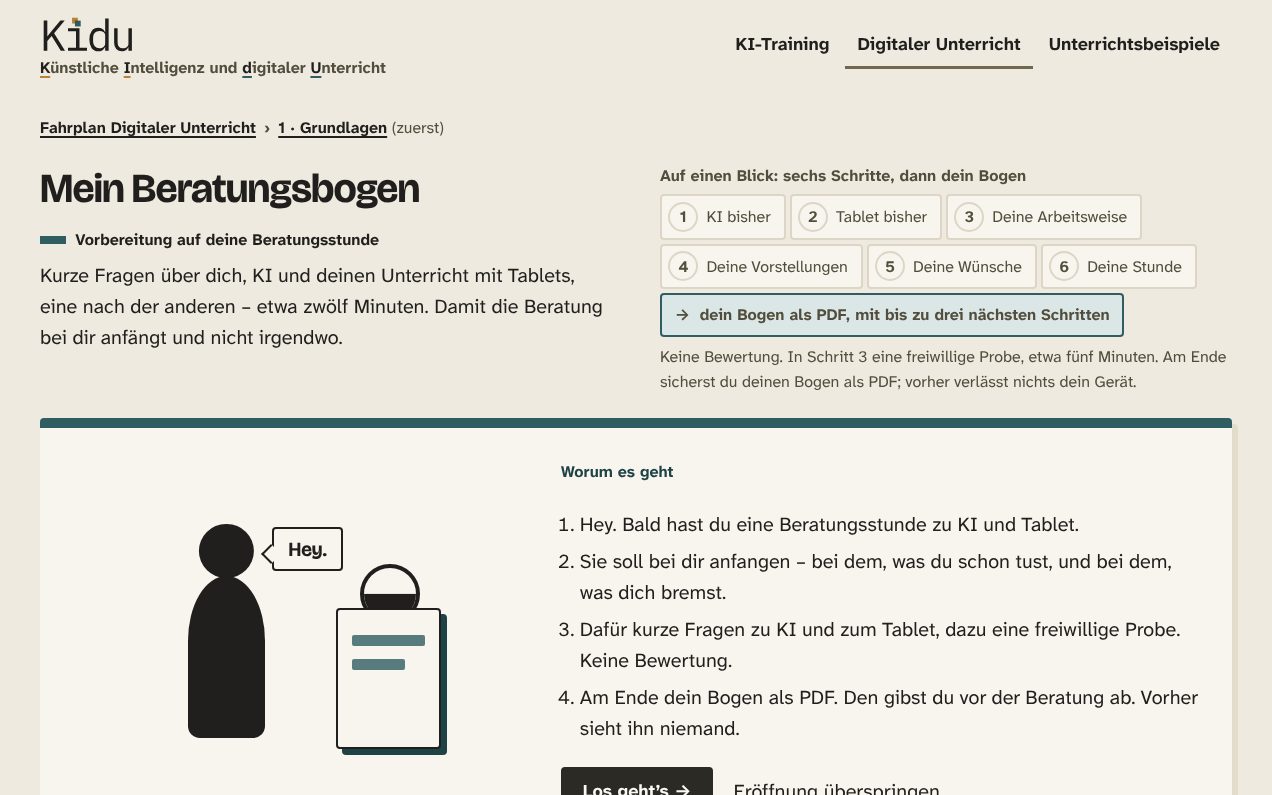 Kidu
Künstliche Intelligenz und digitaler Unterricht
KI-Training
Digitaler Unterricht
Unterrichtsbeispiele
Fahrplan Digitaler Unterricht › 1 · Grundlagen (zuerst)
Mein Beratungsbogen
Vorbereitung auf deine Beratungsstunde
Kurze Fragen über dich, KI und deinen Unterricht mit Tablets,
eine nach der anderen – etwa zwölf Minuten. Damit die Beratung
bei dir anfängt und nicht irgendwo.
Auf einen Blick: sechs Schritte, dann dein Bogen
1 KI bisher
2 Tablet bisher
3 Deine Arbeitsweise
4 Deine Vorstellungen
5 Deine Wünsche
6 Deine Stunde
→ dein Bogen als PDF, mit bis zu drei nächsten Schritten
Keine Bewertung. In Schritt 3 eine freiwillige Probe, etwa fünf Minuten. Am Ende
sicherst du deinen Bogen als PDF; vorher verlässt nichts dein Gerät.
Hey.
Worum es geht
1. Hey. Bald hast du eine Beratungsstunde zu KI und Tablet.
2. Sie soll bei dir anfangen – bei dem, was du schon tust, und bei dem,
was dich bremst.
3. Dafür kurze Fragen zu KI und zum Tablet, dazu eine freiwillige Probe.
Keine Bewertung.
4. Am Ende dein Bogen als PDF. Den gibst du vor der Beratung ab. Vorher
sieht ihn niemand.
Los geht's →
Eröffnung überspringen